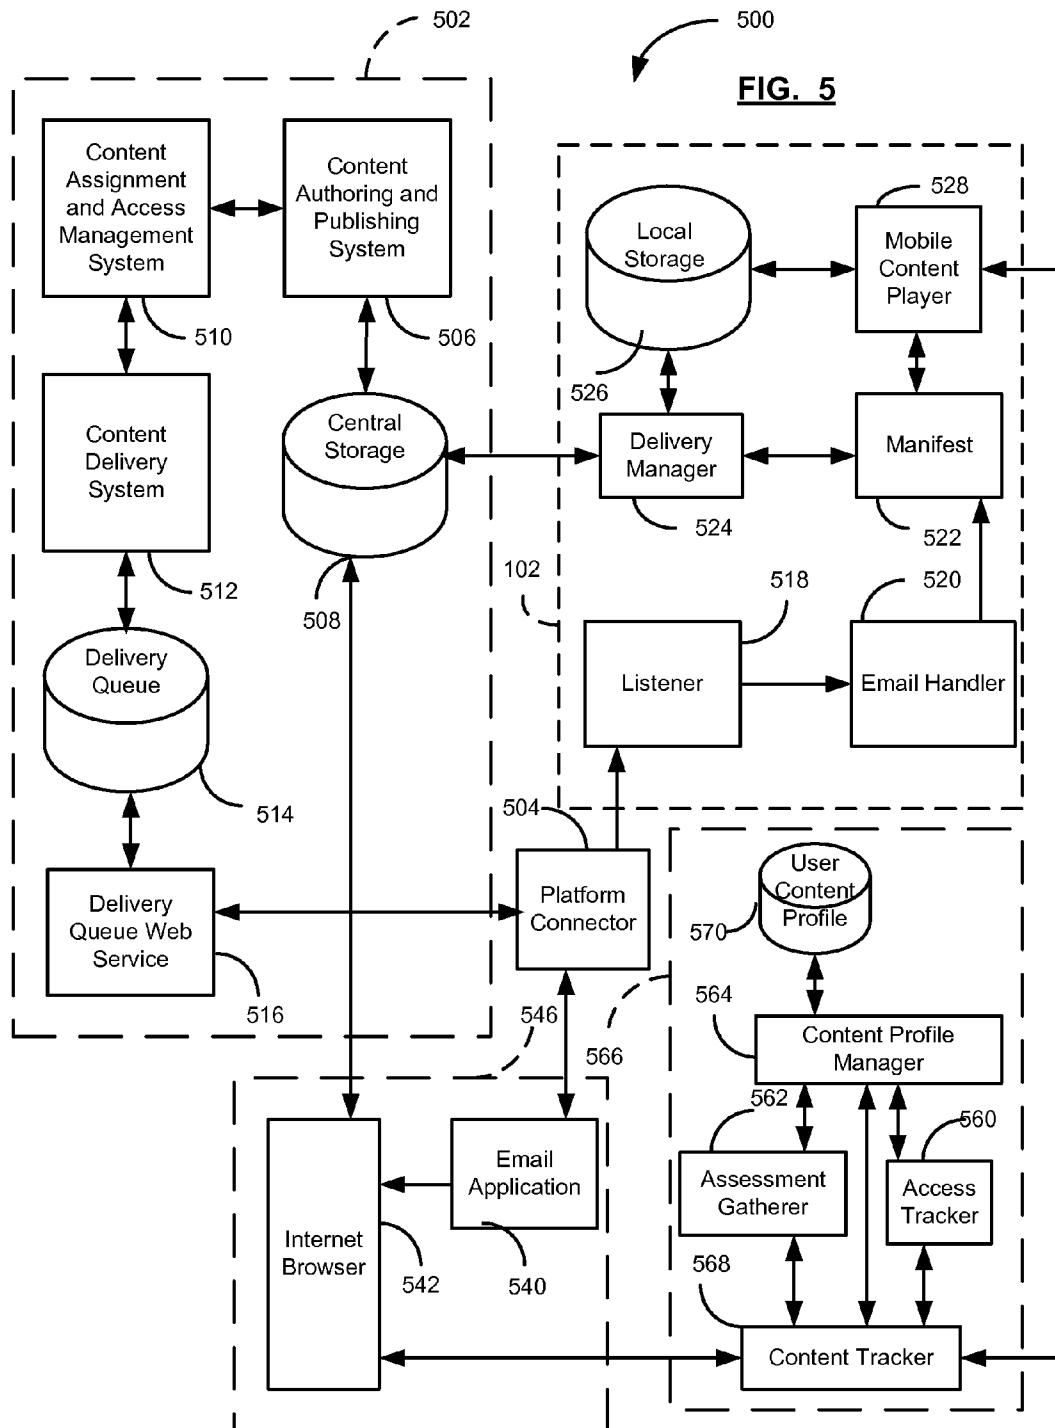 502
500
FIG. 5
Content
Assignment
and Access
Management
System
Content
Authoring and
Publishing
System
510
506
Local
Storage
526
528
Mobile
Content
Player
Content
Delivery
System
512
Central
Storage
508
Delivery
Manager
524
Manifest
522
102
518
520
Listener
Email Handler
Delivery
Queue
514
504
Delivery
Queue Web
Service
516
Platform
Connector
User
Content
Profile
570
546
566
564
Content Profile
Manager
562
560
Assessment
Gatherer
Access
Tracker
Email
Application
540
Internet
Browser
542
568
Content Tracker